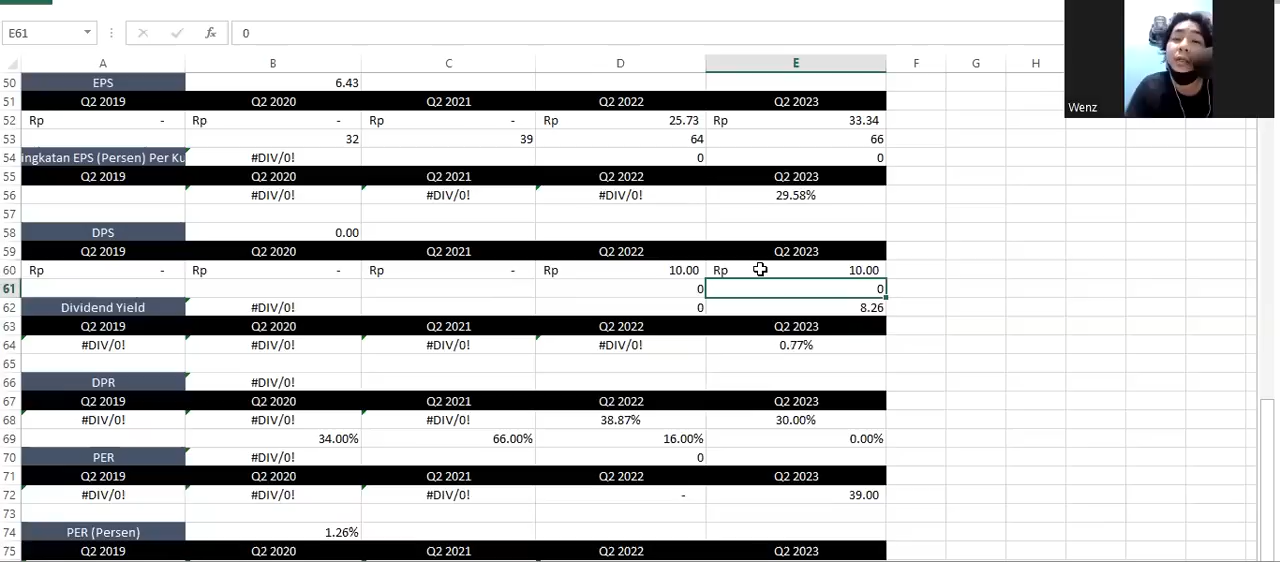 E61 0
A B C D E F G H
Wenz
50 EPS 6.43
51 Q2 2019 Q2 2020 Q2 2021 Q2 2022 Q2 2023
52 Rp - Rp - Rp - Rp 25.73 Rp 33.34
53 32 39 64 66
54 ingkatan EPS (Persen) Per Ku #DIV/0! 0 0
55 Q2 2019 Q2 2020 Q2 2021 Q2 2022 Q2 2023
56 #DIV/0! #DIV/0! #DIV/0! 29.58%
57
58 DPS 0.00
59 Q2 2019 Q2 2020 Q2 2021 Q2 2022 Q2 2023
60 Rp - Rp - Rp - Rp 10.00 Rp 10.00
61 0 0
62 Dividend Yield #DIV/0! 0 8.26
63 Q2 2019 Q2 2020 Q2 2021 Q2 2022 Q2 2023
64 #DIV/0! #DIV/0! #DIV/0! #DIV/0! 0.77%
65
66 DPR #DIV/0!
67 Q2 2019 Q2 2020 Q2 2021 Q2 2022 Q2 2023
68 #DIV/0! #DIV/0! #DIV/0! 38.87% 30.00%
69 34.00% 66.00% 16.00% 0.00%
70 PER #DIV/0! 0
71 Q2 2019 Q2 2020 Q2 2021 Q2 2022 Q2 2023
72 #DIV/0! #DIV/0! #DIV/0! - 39.00
73
74 PER (Persen) 1.26%
75 Q2 2019 Q2 2020 Q2 2021 Q2 2022 Q2 2023